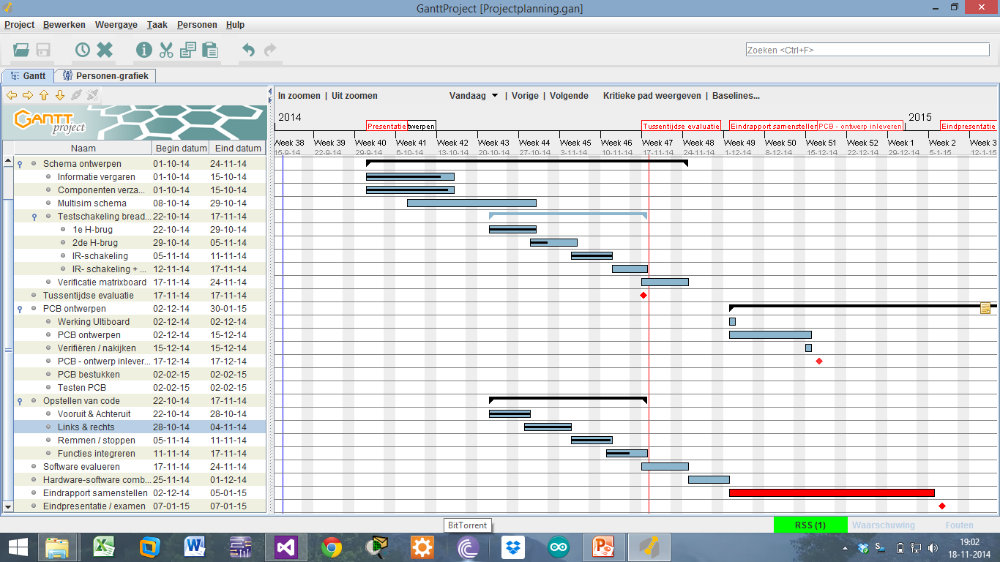 GanttProject [Projectplanning.gan]
Project Bewerken Weergave Taak Personen Hulp
Zoeken <Ctrl+F>
Gantt Personen-grafiek
In zoomen | Uit zoomen Vandaag | Vorige | Volgende Kritieke pad weergeven | Baselines...
GANTT project
2014 2015
Presentatie twerpen Tussentijdse evaluatie Eindrapport samensteller PCB - ontwerp inleveren Eindpresentatie
Naam Begin datum Eind datum
Week 38 Week 39 Week 40 Week 41 Week 42 Week 43 Week 44 Week 45 Week 46 Week 47 Week 48 Week 49 Week 50 Week 51 Week 52 Week 1 Week 2 Week 3
15-9-14 22-9-14 29-9-14 6-10-14 13-10-14 20-10-14 27-10-14 3-11-14 10-11-14 17-11-14 24-11-14 1-12-14 8-12-14 15-12-14 22-12-14 29-12-14 5-1-15 12-1-15
Schema ontwerpen 01-10-14 24-11-14
Informatie vergaren 01-10-14 15-10-14
Componenten verza... 01-10-14 15-10-14
Multisim schema 08-10-14 29-10-14
Testschakeling bread... 22-10-14 17-11-14
1e H-brug 22-10-14 29-10-14
2de H-brug 29-10-14 05-11-14
IR-schakeling 05-11-14 11-11-14
IR- schakeling + ... 12-11-14 17-11-14
Verificatie matrixboard 17-11-14 24-11-14
Tussentijdse evaluatie 17-11-14 17-11-14
PCB ontwerpen 02-12-14 30-01-15
Werking Ultiboard 02-12-14 02-12-14
PCB ontwerpen 02-12-14 15-12-14
Verifiëren / nakijken 15-12-14 15-12-14
PCB - ontwerp inlever... 17-12-14 17-12-14
PCB bestukken 02-02-15 02-02-15
Testen PCB 02-02-15 02-02-15
Opstellen van code 22-10-14 17-11-14
Vooruit & Achteruit 22-10-14 28-10-14
Links & rechts 28-10-14 04-11-14
Remmen / stoppen 05-11-14 11-11-14
Functies integreren 11-11-14 17-11-14
Software evalueren 17-11-14 24-11-14
Hardware-software comb... 25-11-14 01-12-14
Eindrapport samenstellen 02-12-14 05-01-15
Eindpresentatie / examen 07-01-15 07-01-15
BitTorrent
RSS (1) Waarschuwing Fouten
19:02
18-11-2014